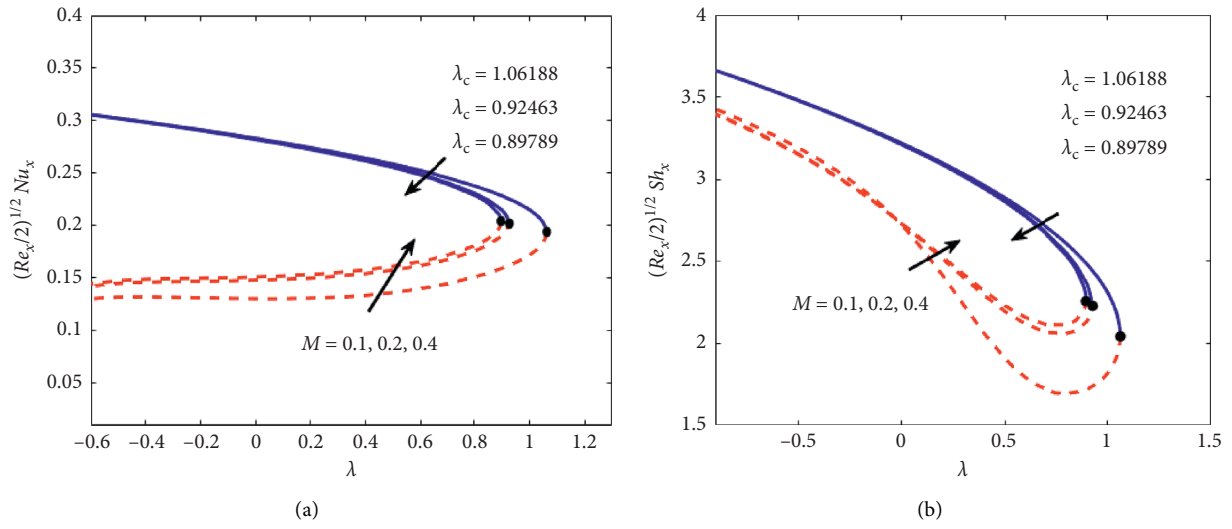 0.4
0.35
0.3
0.25
0.2
0.15
0.1
0.05
(Re_x/2)^{1/2} Nu_x
λ_c = 1.06188
λ_c = 0.92463
λ_c = 0.89789
M = 0.1, 0.2, 0.4
–0.6 –0.4 –0.2 0 0.2 0.4 0.6 0.8 1 1.2
λ
(a)
4
3.5
3
2.5
2
1.5
(Re_x/2)^{1/2} Sh_x
λ_c = 1.06188
λ_c = 0.92463
λ_c = 0.89789
M = 0.1, 0.2, 0.4
–0.5 0 0.5 1 1.5
λ
(b)